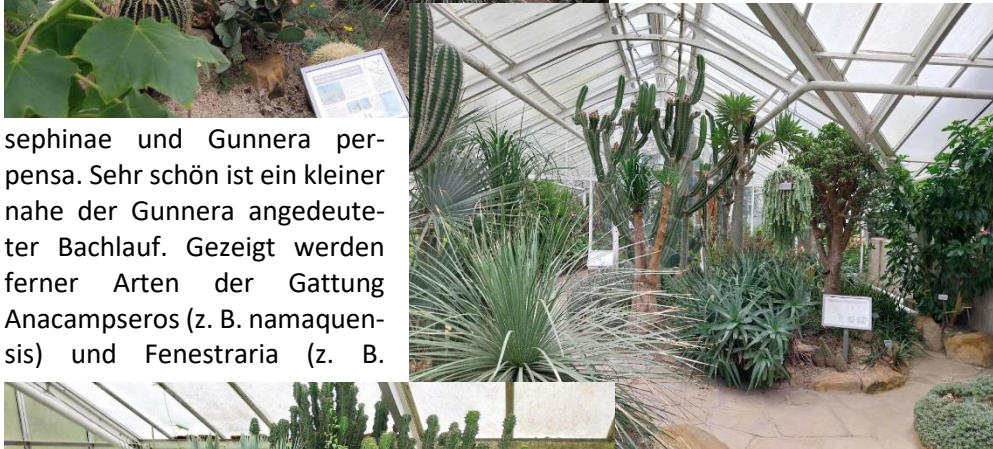 sephinae und Gunnera per-
pensa. Sehr schön ist ein kleiner
nahe der Gunnera angedeute-
ter Bachlauf. Gezeigt werden
ferner Arten der Gattung
Anacampseros (z. B. namaquen-
sis) und Fenestraria (z. B.